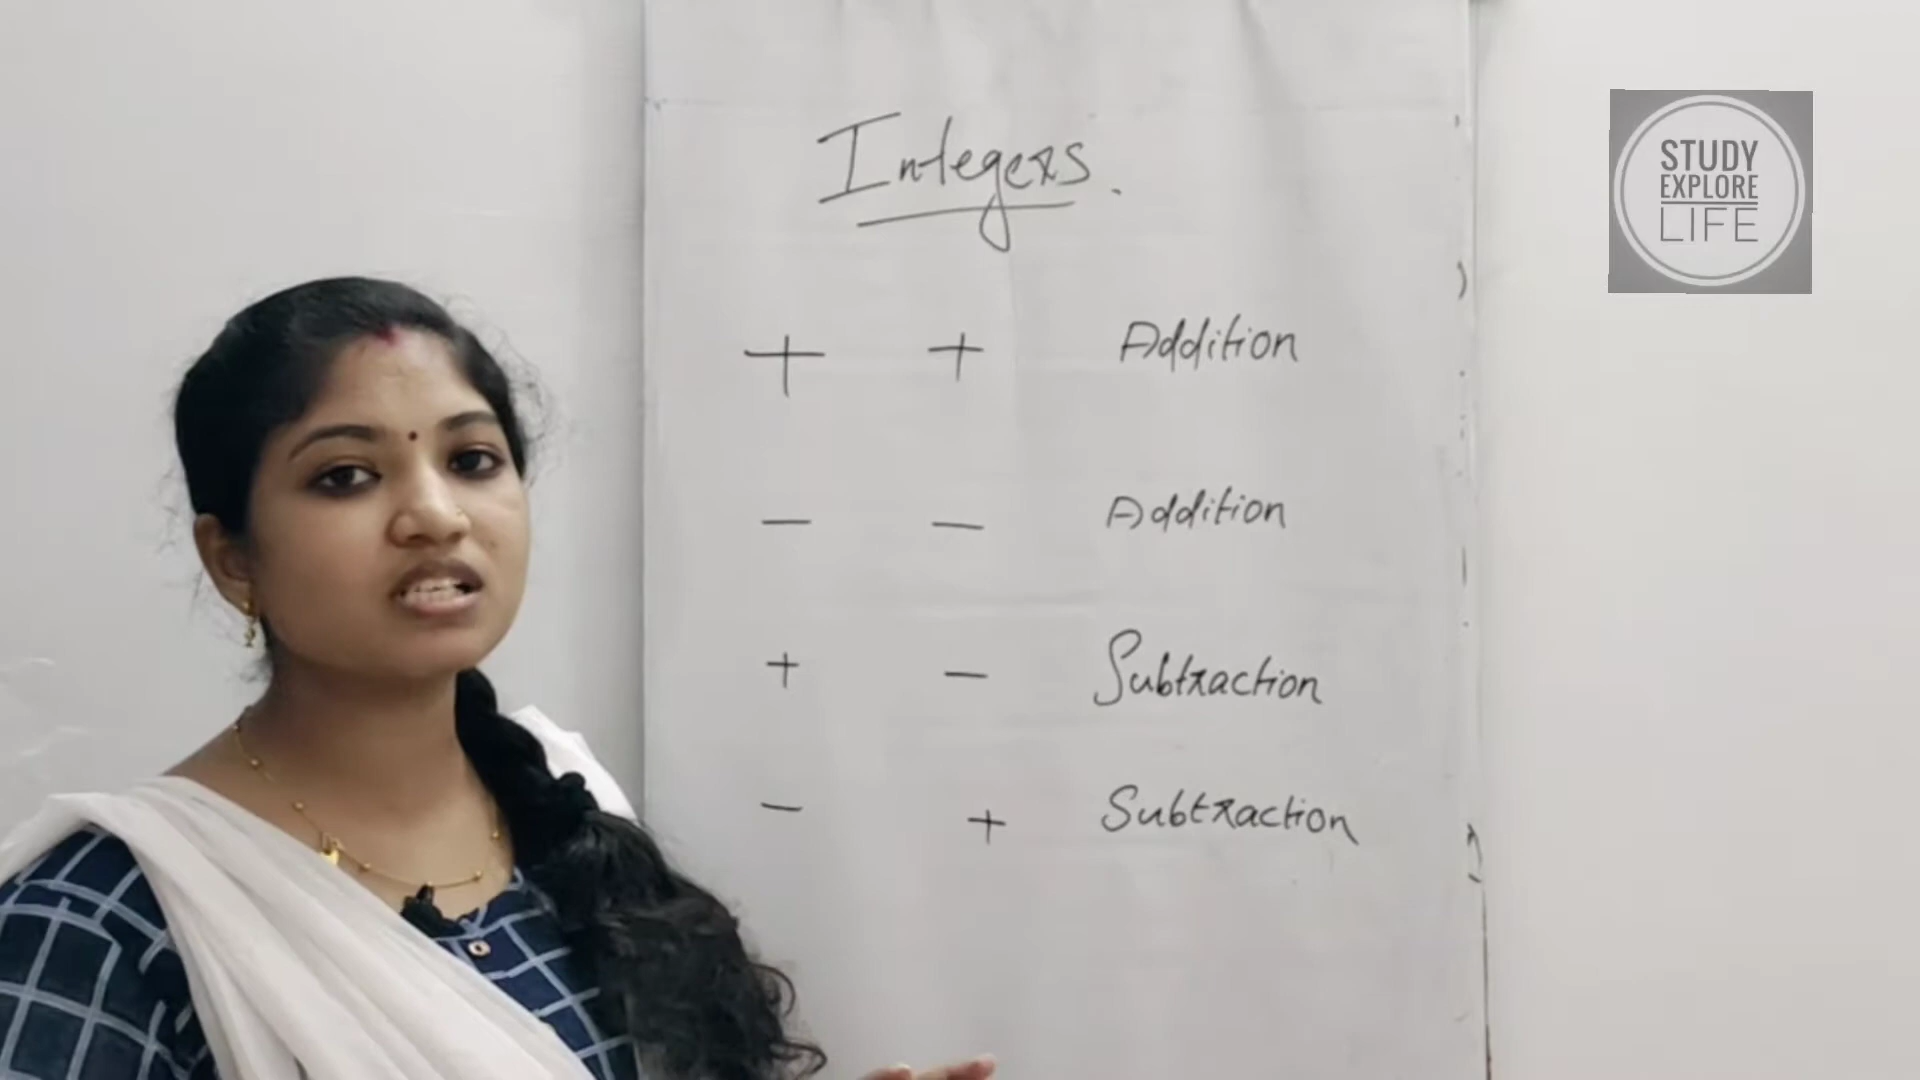 Integers.
+ + Addition
- - Addition
+ - Subtraction
- + Subtraction
STUDY
EXPLORE
LIFE